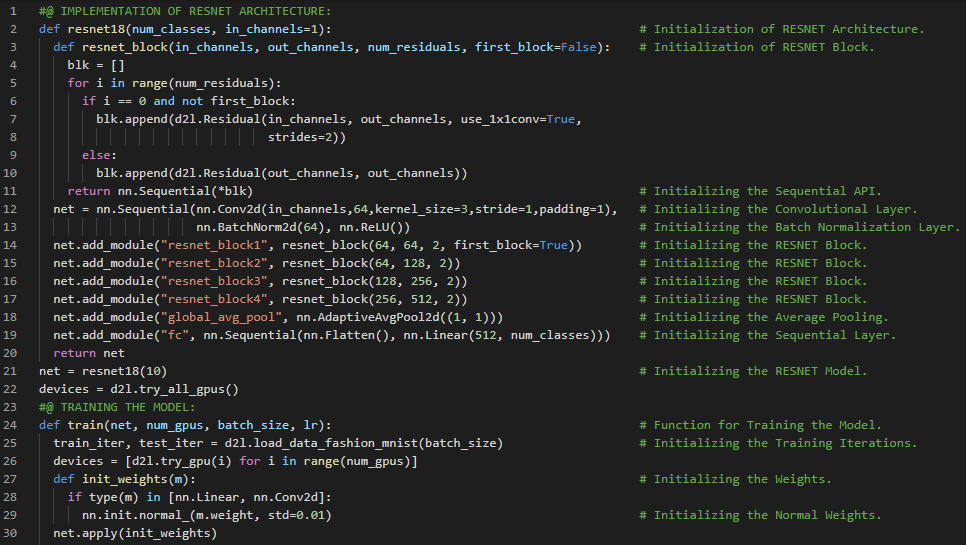 1 #@ IMPLEMENTATION OF RESNET ARCHITECTURE:
2 def resnet18(num_classes, in_channels=1): # Initialization of RESNET Architecture.
3   def resnet_block(in_channels, out_channels, num_residuals, first_block=False): # Initialization of RESNET Block.
4     blk = []
5     for i in range(num_residuals):
6       if i == 0 and not first_block:
7         blk.append(d2l.Residual(in_channels, out_channels, use_1x1conv=True,
8                                 strides=2))
9       else:
10         blk.append(d2l.Residual(out_channels, out_channels))
11     return nn.Sequential(*blk) # Initializing the Sequential API.
12   net = nn.Sequential(nn.Conv2d(in_channels,64,kernel_size=3,stride=1,padding=1), # Initializing the Convolutional Layer.
13                       nn.BatchNorm2d(64), nn.ReLU()) # Initializing the Batch Normalization Layer.
14   net.add_module("resnet_block1", resnet_block(64, 64, 2, first_block=True)) # Initializing the RESNET Block.
15   net.add_module("resnet_block2", resnet_block(64, 128, 2)) # Initializing the RESNET Block.
16   net.add_module("resnet_block3", resnet_block(128, 256, 2)) # Initializing the RESNET Block.
17   net.add_module("resnet_block4", resnet_block(256, 512, 2)) # Initializing the RESNET Block.
18   net.add_module("global_avg_pool", nn.AdaptiveAvgPool2d((1, 1))) # Initializing the Average Pooling.
19   net.add_module("fc", nn.Sequential(nn.Flatten(), nn.Linear(512, num_classes))) # Initializing the Sequential Layer.
20   return net
21 net = resnet18(10) # Initializing the RESNET Model.
22 devices = d2l.try_all_gpus()
23 #@ TRAINING THE MODEL:
24 def train(net, num_gpus, batch_size, lr): # Function for Training the Model.
25   train_iter, test_iter = d2l.load_data_fashion_mnist(batch_size) # Initializing the Training Iterations.
26   devices = [d2l.try_gpu(i) for i in range(num_gpus)]
27   def init_weights(m): # Initializing the Weights.
28     if type(m) in [nn.Linear, nn.Conv2d]:
29       nn.init.normal_(m.weight, std=0.01) # Initializing the Normal Weights.
30   net.apply(init_weights)